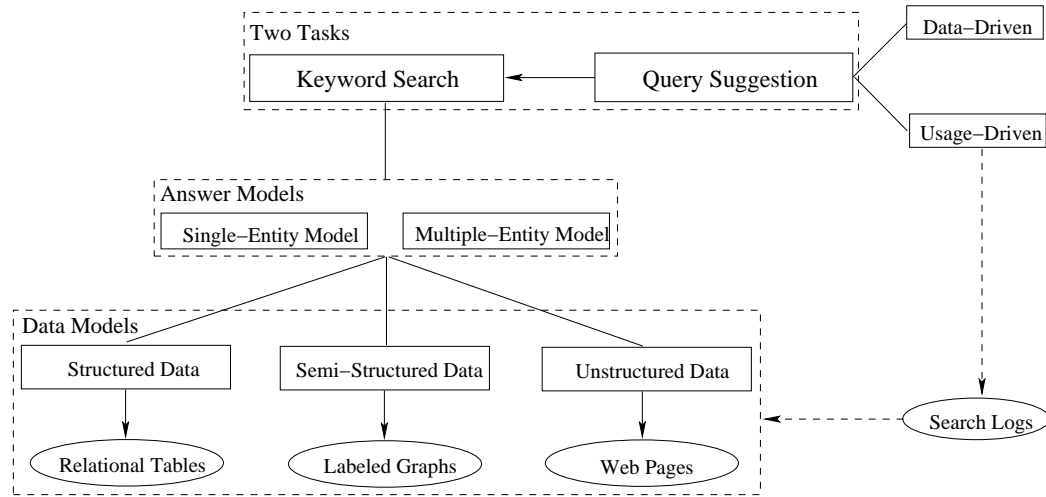 Two Tasks
Data−Driven
Keyword Search
Query Suggestion
Usage−Driven
Answer Models
Single−Entity Model
Multiple−Entity Model
Data Models
Structured Data
Semi−Structured Data
Unstructured Data
Search Logs
Relational Tables
Labeled Graphs
Web Pages